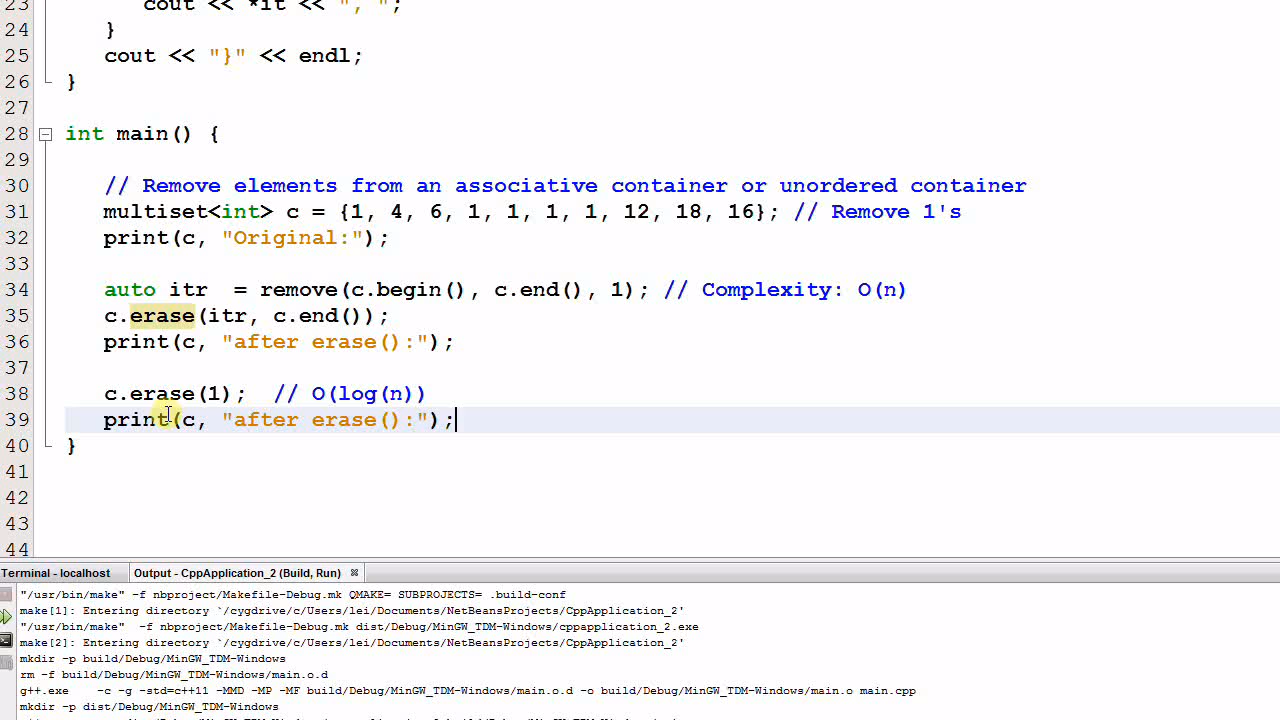 23 cout << *it << ", ";
24 }
25 cout << "}" << endl;
26 }
27
28 int main() {
29
30 // Remove elements from an associative container or unordered container
31 multiset<int> c = {1, 4, 6, 1, 1, 1, 1, 12, 18, 16}; // Remove 1's
32 print(c, "Original:");
33
34 auto itr  = remove(c.begin(), c.end(), 1); // Complexity: O(n)
35 c.erase(itr, c.end());
36 print(c, "after erase():");
37
38 c.erase(1);  // O(log(n))
39 print(c, "after erase():");
40 }
41
42
43
44
Terminal - localhost Output - CppApplication_2 (Build, Run)
"/usr/bin/make" -f nbproject/Makefile-Debug.mk QMAKE= SUBPROJECTS= .build-conf
make[1]: Entering directory `/cygdrive/c/Users/lei/Documents/NetBeansProjects/CppApplication_2'
"/usr/bin/make"  -f nbproject/Makefile-Debug.mk dist/Debug/MinGW_TDM-Windows/cppapplication_2.exe
make[2]: Entering directory `/cygdrive/c/Users/lei/Documents/NetBeansProjects/CppApplication_2'
mkdir -p build/Debug/MinGW_TDM-Windows
rm -f build/Debug/MinGW_TDM-Windows/main.o.d
g++.exe    -c -g -std=c++11 -MMD -MP -MF build/Debug/MinGW_TDM-Windows/main.o.d -o build/Debug/MinGW_TDM-Windows/main.o main.cpp
mkdir -p dist/Debug/MinGW_TDM-Windows